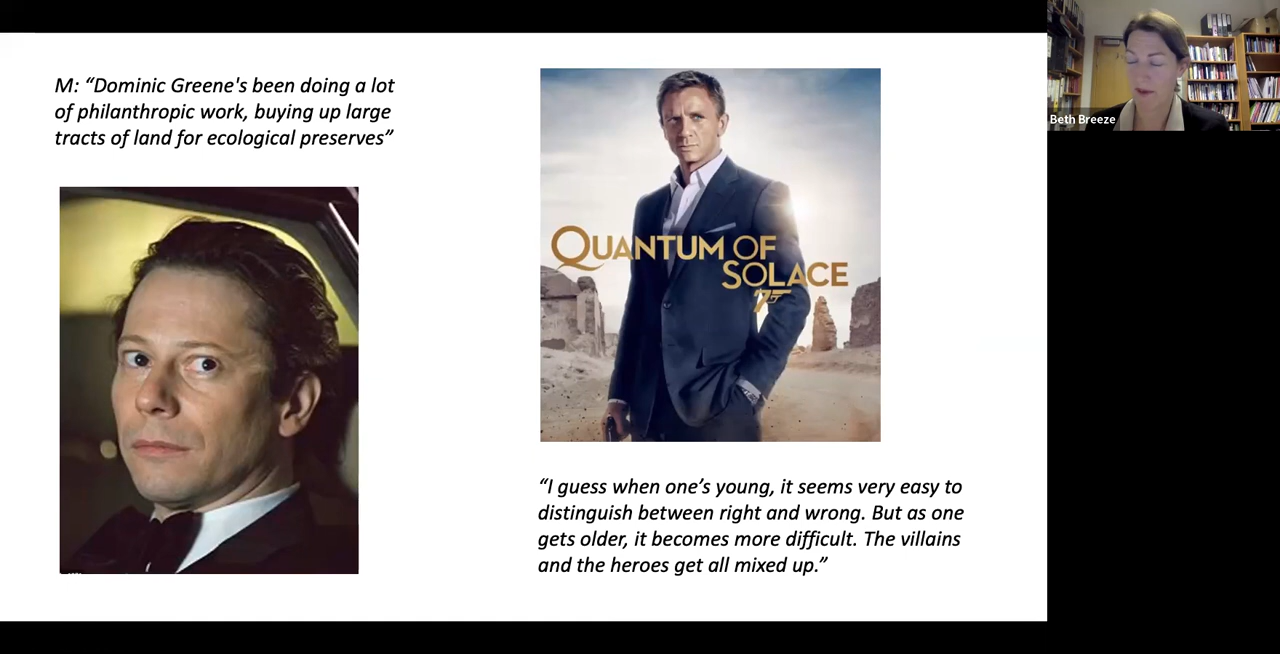 M: “Dominic Greene's been doing a lot
of philanthropic work, buying up large
tracts of land for ecological preserves”
QUANTUM OF
SOLACE
“I guess when one’s young, it seems very easy to
distinguish between right and wrong. But as one
gets older, it becomes more difficult. The villains
and the heroes get all mixed up.”
Beth Breeze